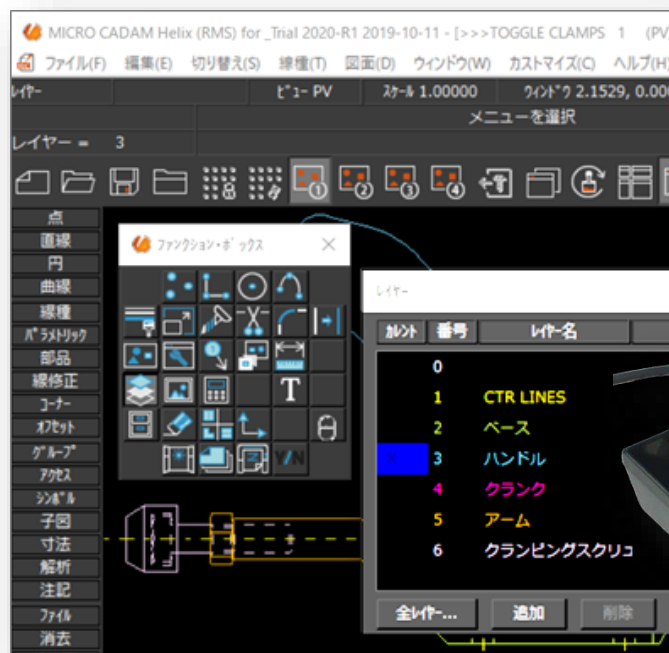 MICRO CADAM Helix (RMS) for _Trial 2020-R1 2019-10-11 - [>>>TOGGLE CLAMPS 1 (PV
ファイル(F) 編集(E) 切り替え(S) 線種(T) 図面(D) ウィンドウ(W) カスタマイズ(C) ヘルプ(H)
レイヤー ビュー PV スケール 1.00000 ウィンドウ 2.1529, 0.000
メニューを選択
レイヤー = 3
点
直線
円
曲線
線種
パラメトリック
部品
線修正
コーナー
オフセット
グループ
アクセス
シンボル
子図
寸法
解析
注記
ファイル
消去
ファンクション・ボックス
T
Y/N
レイヤー
カレント 番号 レイヤー名
0
1 CTR LINES
2 ベース
X 3 ハンドル
4 クランク
5 アーム
6 クランピングスクリュ
全レイヤー... 追加 削除